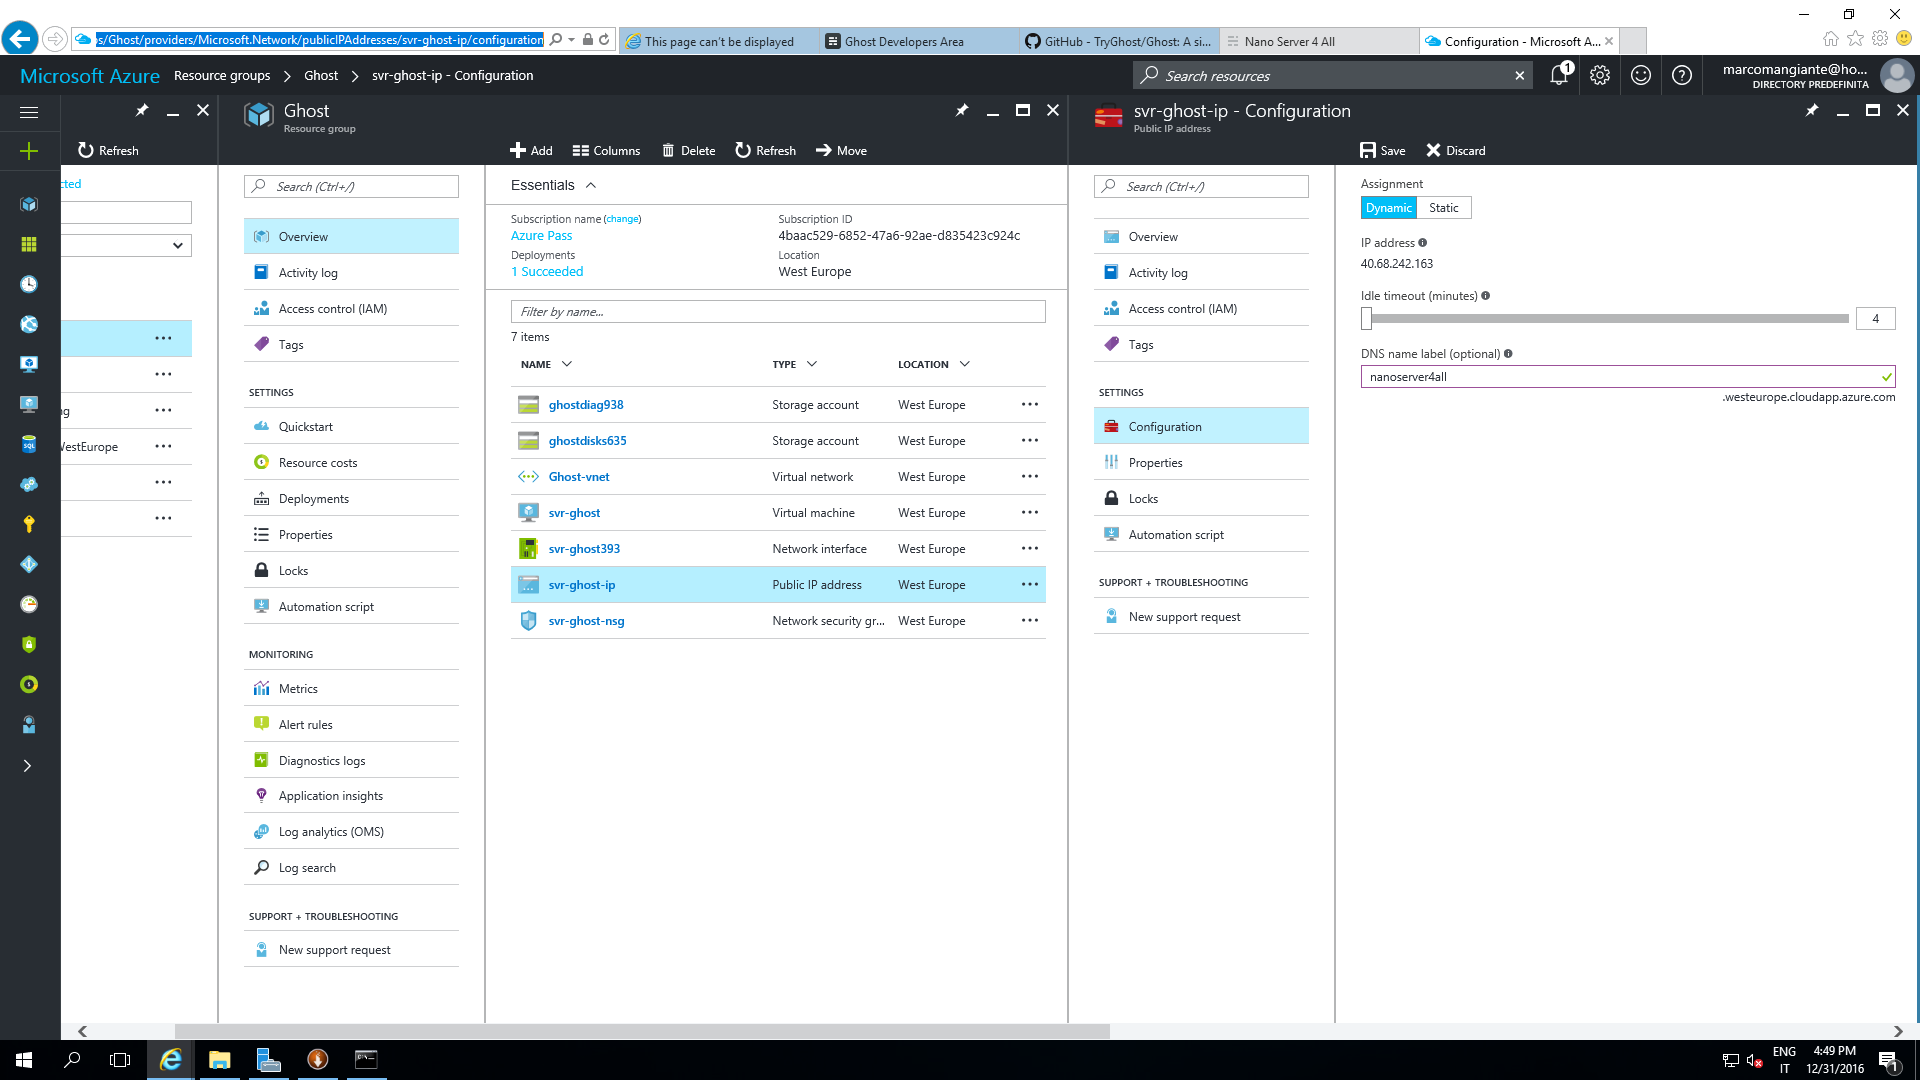 s/Ghost/providers/Microsoft.Network/publicIPAddresses/svr-ghost-ip/configuration
This page can't be displayed
Ghost Developers Area
GitHub - TryGhost/Ghost: A si...
Nano Server 4 All
Configuration - Microsoft A...
Microsoft Azure
Resource groups
Ghost
svr-ghost-ip - Configuration
Search resources
1
marcomangiante@ho...
DIRECTORY PREDEFINITA
Refresh
cted
ng
WestEurope
Ghost
Resource group
Add
Columns
Delete
Refresh
Move
Search (Ctrl+/)
Overview
Activity log
Access control (IAM)
Tags
SETTINGS
Quickstart
Resource costs
Deployments
Properties
Locks
Automation script
MONITORING
Metrics
Alert rules
Diagnostics logs
Application insights
Log analytics (OMS)
Log search
SUPPORT + TROUBLESHOOTING
New support request
Essentials
Subscription name (change)
Azure Pass
Deployments
1 Succeeded
Subscription ID
4baac529-6852-47a6-92ae-d835423c924c
Location
West Europe
Filter by name...
7 items
NAME TYPE LOCATION
ghostdiag938 Storage account West Europe
ghostdisks635 Storage account West Europe
Ghost-vnet Virtual network West Europe
svr-ghost Virtual machine West Europe
svr-ghost393 Network interface West Europe
svr-ghost-ip Public IP address West Europe
svr-ghost-nsg Network security gr... West Europe
svr-ghost-ip - Configuration
Public IP address
Save
Discard
Search (Ctrl+/)
Overview
Activity log
Access control (IAM)
Tags
SETTINGS
Configuration
Properties
Locks
Automation script
SUPPORT + TROUBLESHOOTING
New support request
Assignment
Dynamic Static
IP address
40.68.242.163
Idle timeout (minutes)
4
DNS name label (optional)
nanoserver4all
.westeurope.cloudapp.azure.com
SQL
ENG
IT
4:49 PM
12/31/2016
1